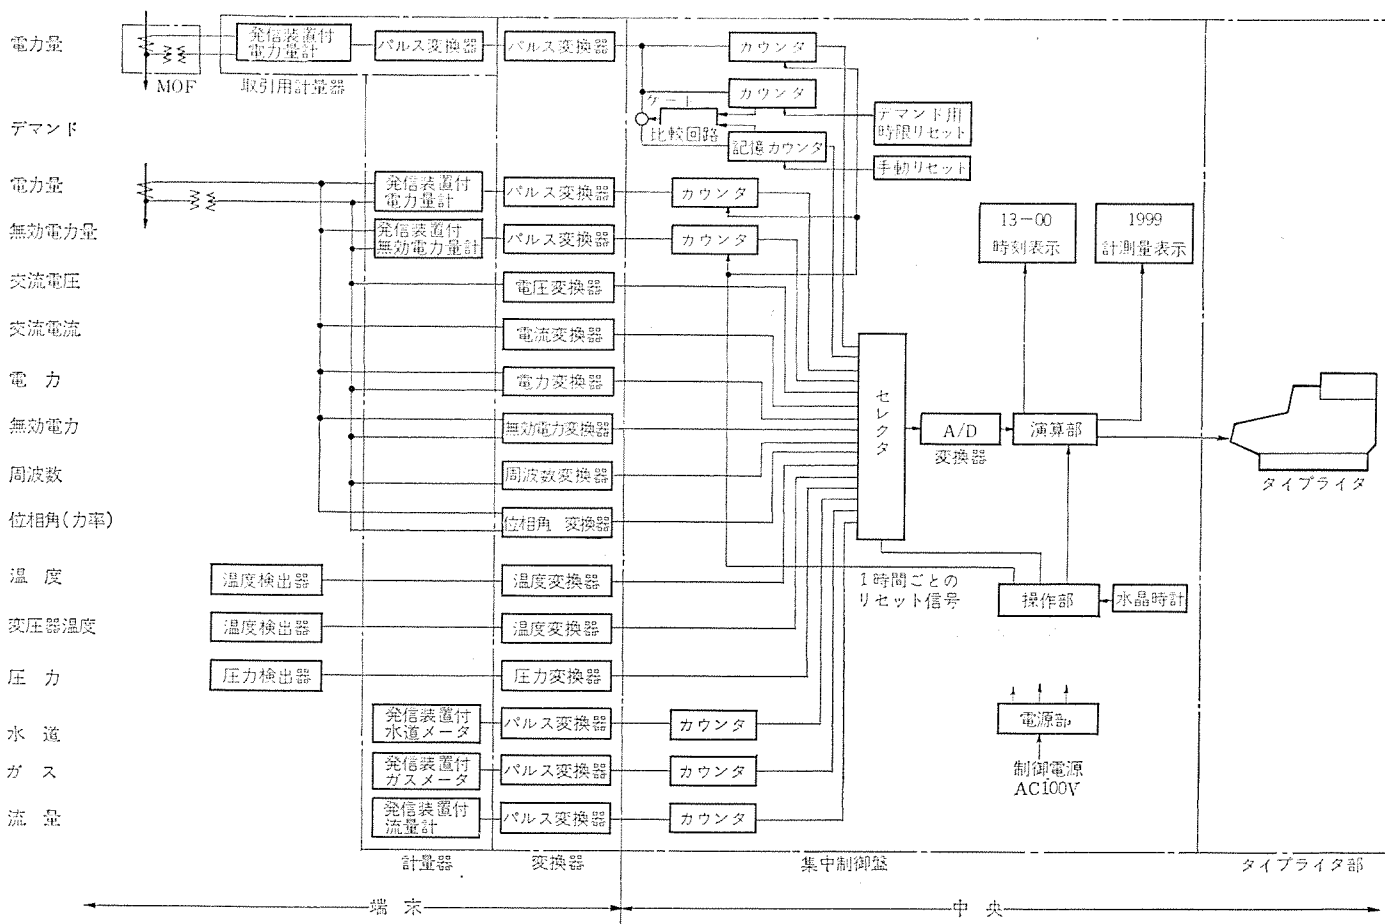 電力量
発信装置付
電力量計
パルス変換器
パルス変換器
カウンタ
MOF
取引用計量器
カウンタ
ゲート
デマンド用
時限リセット
デマンド
比較回路
記憶カウンタ
手動リセット
電力量
発信装置付
電力量計
パルス変換器
カウンタ
無効電力量
発信装置付
無効電力量計
パルス変換器
カウンタ
13-00
時刻表示
1999
計測量表示
交流電圧
電圧変換器
交流電流
電流変換器
電力
電力変換器
無効電力
無効電力変換器
セレクタ
A/D
変換器
演算部
タイプライタ
周波数
周波数変換器
位相角(力率)
位相角 変換器
温度
温度検出器
温度変換器
1時間ごとの
リセット信号
操作部
水晶時計
変圧器温度
温度検出器
温度変換器
圧力
圧力検出器
圧力変換器
水道
発信装置付
水道メータ
パルス変換器
カウンタ
電源部
制御電源
AC100V
ガス
発信装置付
ガスメータ
パルス変換器
カウンタ
流量
発信装置付
流量計
パルス変換器
カウンタ
計量器
変換器
集中制御盤
タイプライタ部
端末
中央